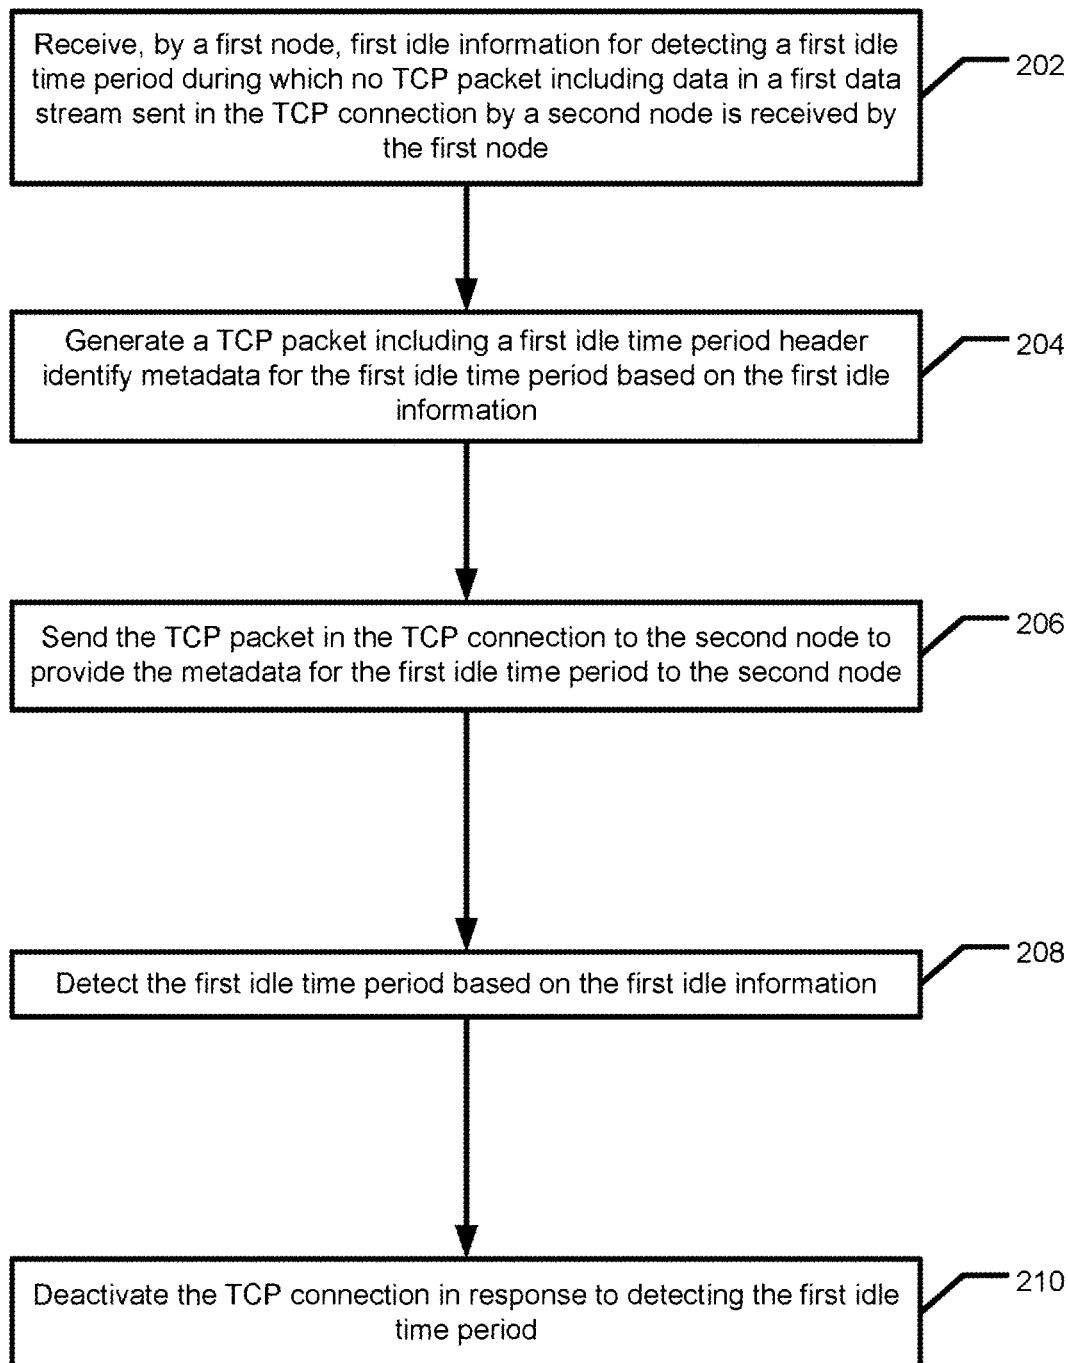 Receive, by a first node, first idle information for detecting a first idle
time period during which no TCP packet including data in a first data
stream sent in the TCP connection by a second node is received by
the first node
202
Generate a TCP packet including a first idle time period header
identify metadata for the first idle time period based on the first idle
information
204
Send the TCP packet in the TCP connection to the second node to
provide the metadata for the first idle time period to the second node
206
Detect the first idle time period based on the first idle information
208
Deactivate the TCP connection in response to detecting the first idle
time period
210